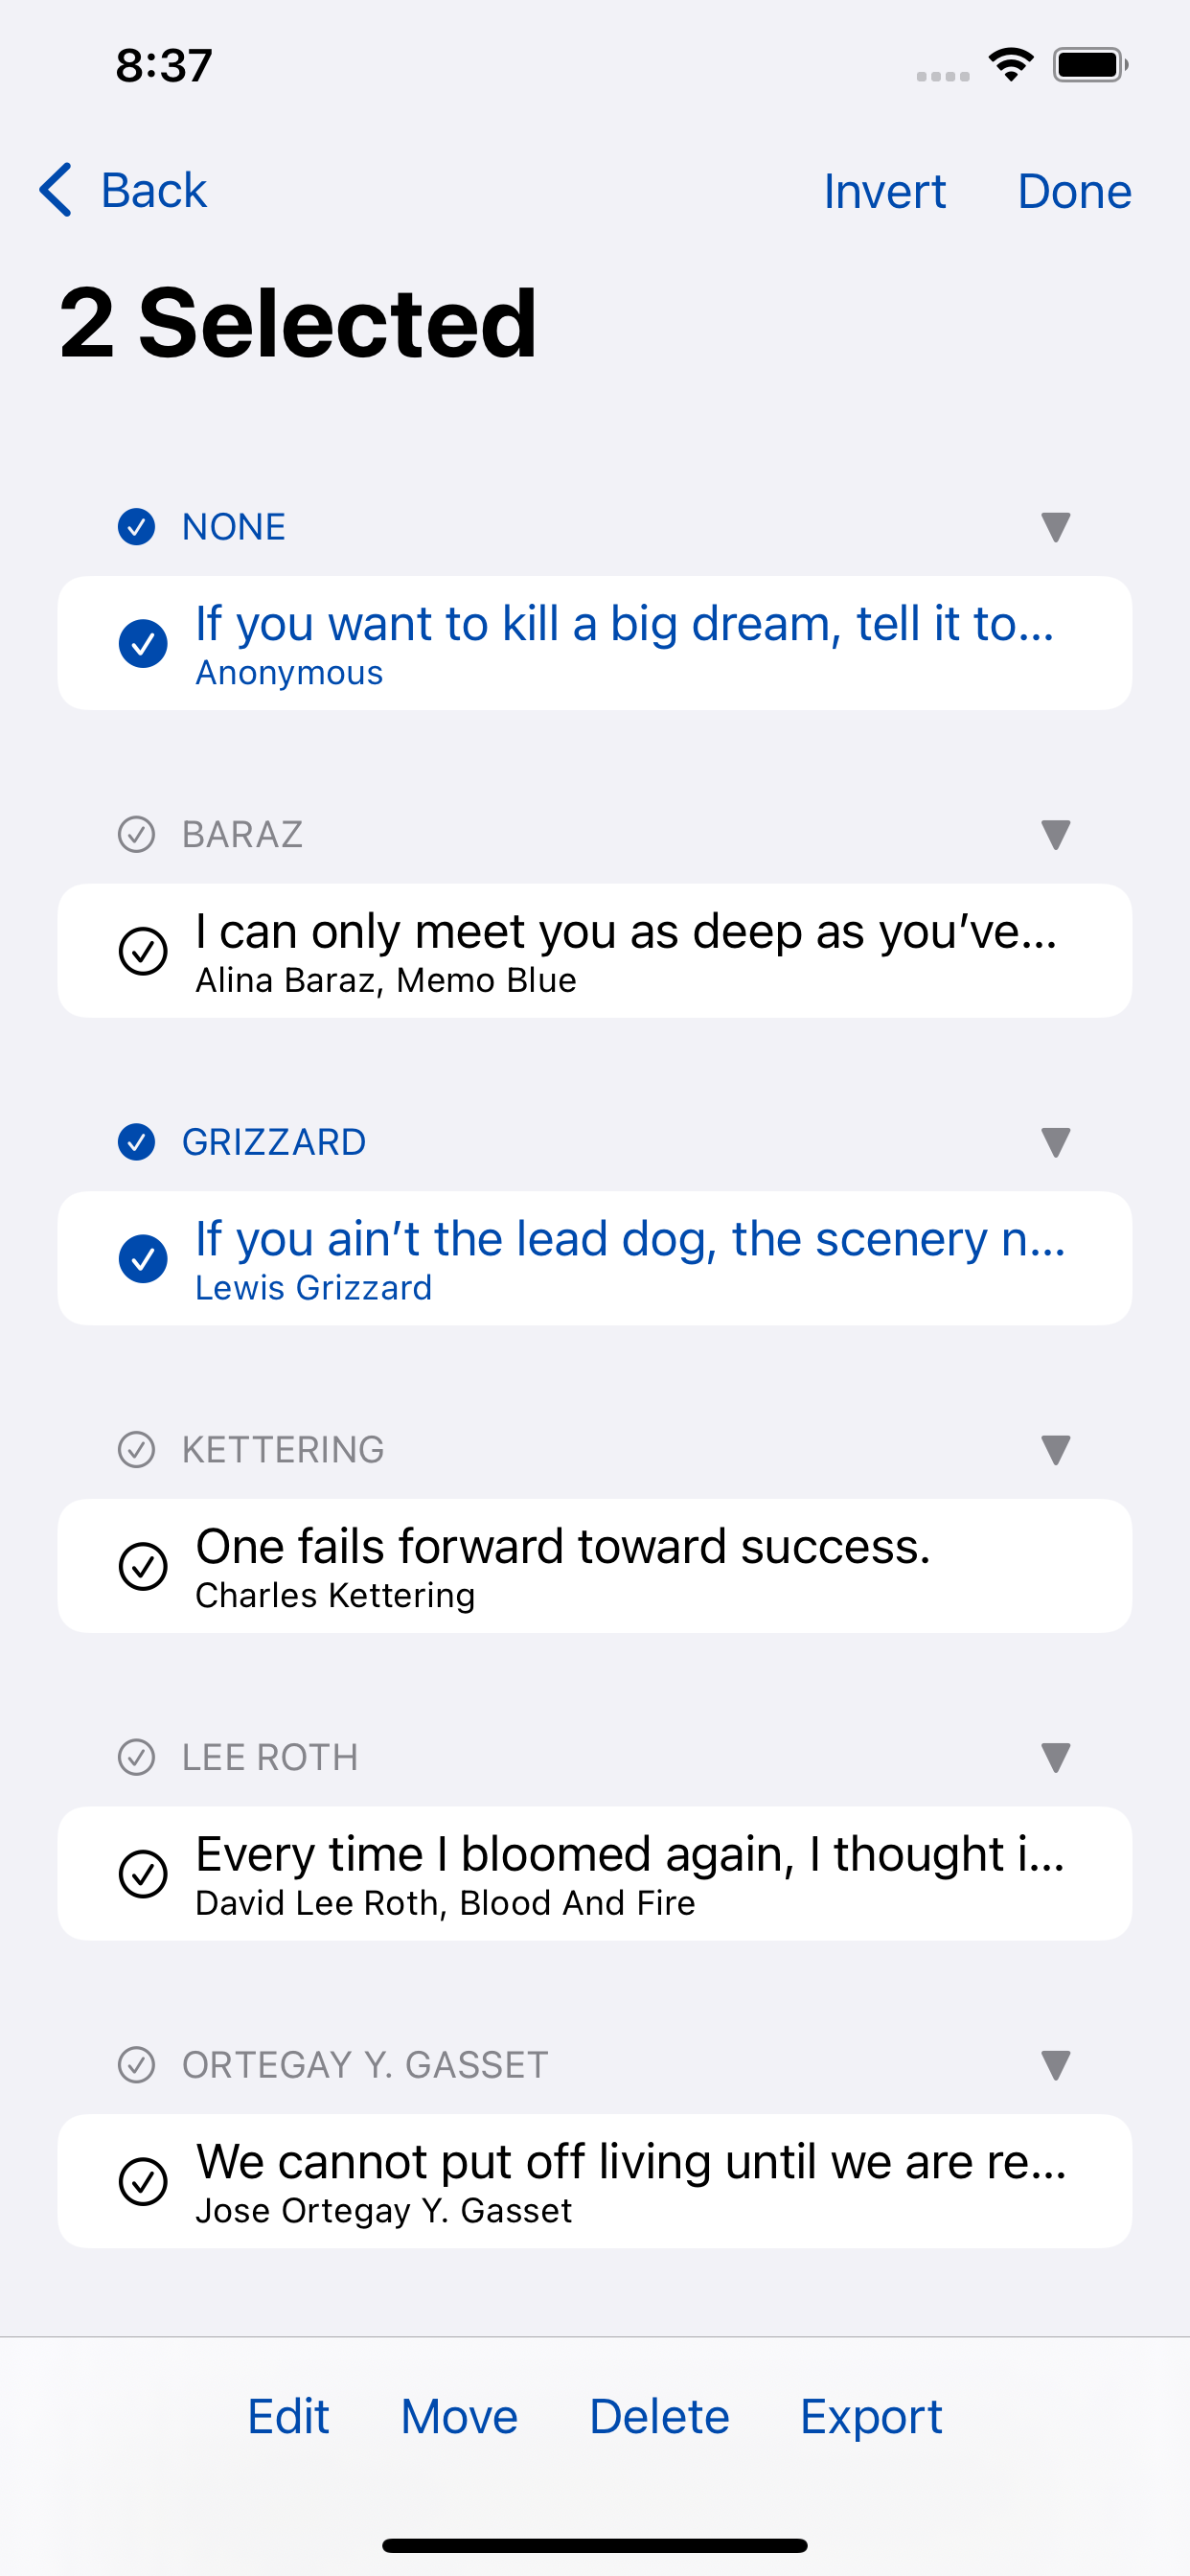 8:37
Back Invert Done
2 Selected
NONE
If you want to kill a big dream, tell it to...
Anonymous
BARAZ
I can only meet you as deep as you’ve...
Alina Baraz, Memo Blue
GRIZZARD
If you ain’t the lead dog, the scenery n...
Lewis Grizzard
KETTERING
One fails forward toward success.
Charles Kettering
LEE ROTH
Every time I bloomed again, I thought i...
David Lee Roth, Blood And Fire
ORTEGAY Y. GASSET
We cannot put off living until we are re...
Jose Ortegay Y. Gasset
Edit Move Delete Export